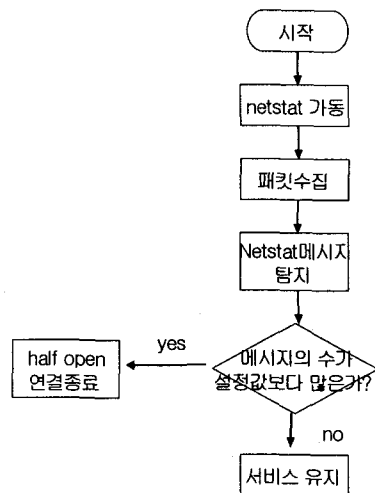 시작
netstat 가동
패킷수집
Netstat메시지
탐지
메시지의 수가
설정값보다 많은가?
yes
half open
연결종료
no
서비스 유지